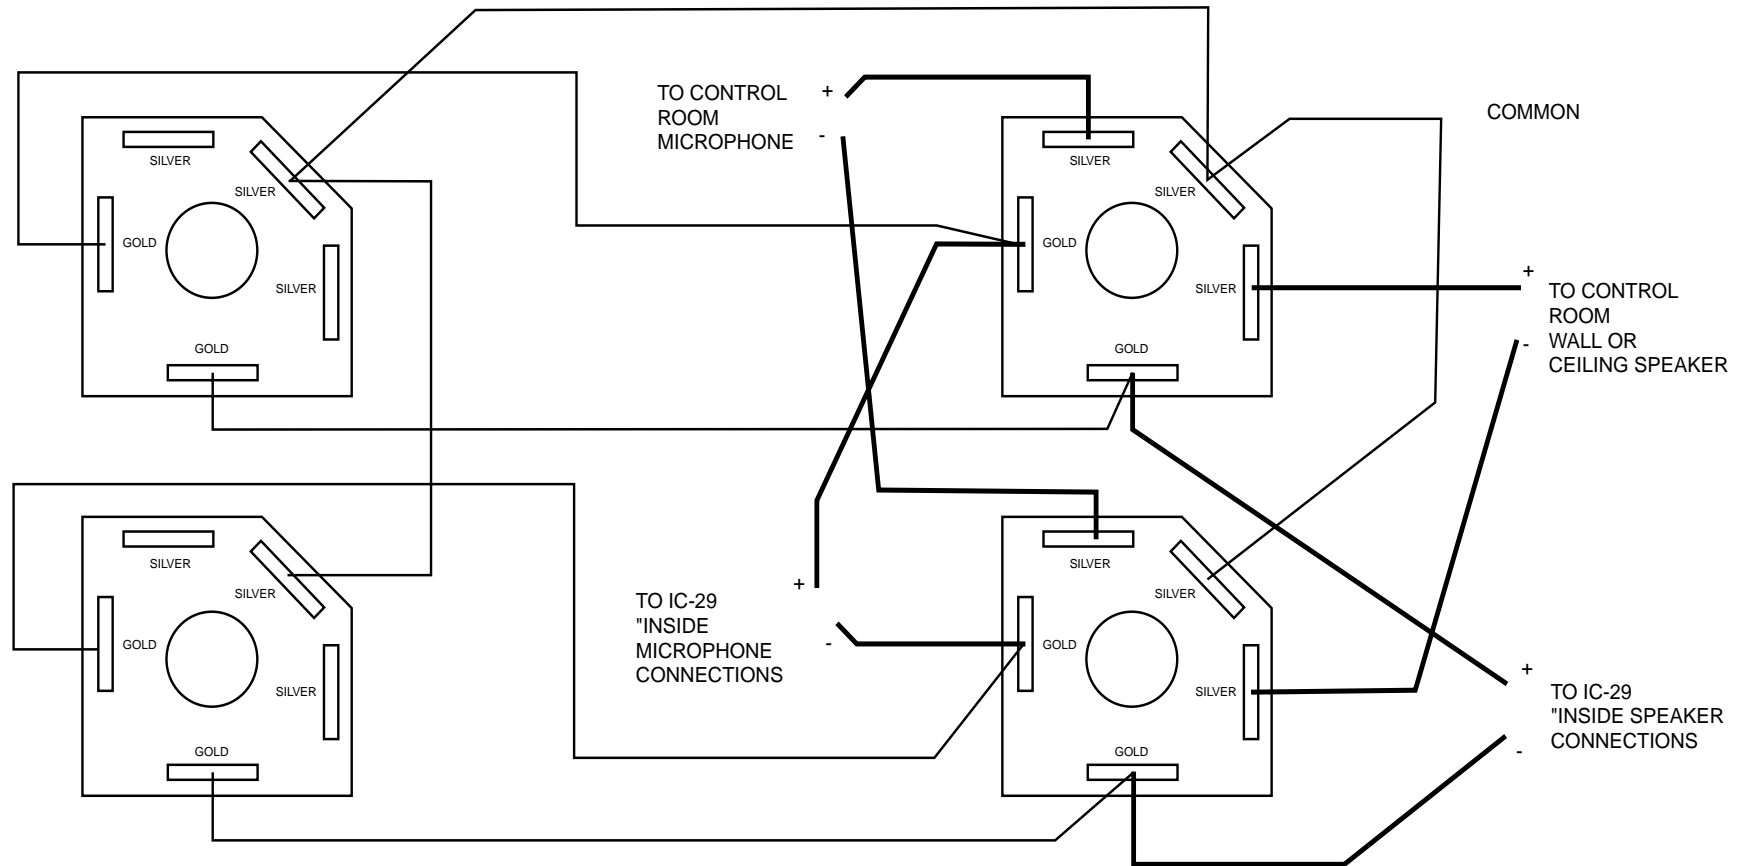 TO CONTROL
ROOM
MICROPHONE
+
-
COMMON
SILVER
SILVER
GOLD
SILVER
GOLD
SILVER
SILVER
GOLD
SILVER
GOLD
+
-
TO CONTROL
ROOM
WALL OR
CEILING SPEAKER
SILVER
SILVER
GOLD
SILVER
GOLD
TO IC-29
"INSIDE
MICROPHONE
CONNECTIONS
+
-
SILVER
SILVER
GOLD
SILVER
GOLD
+
-
TO IC-29
"INSIDE SPEAKER
CONNECTIONS